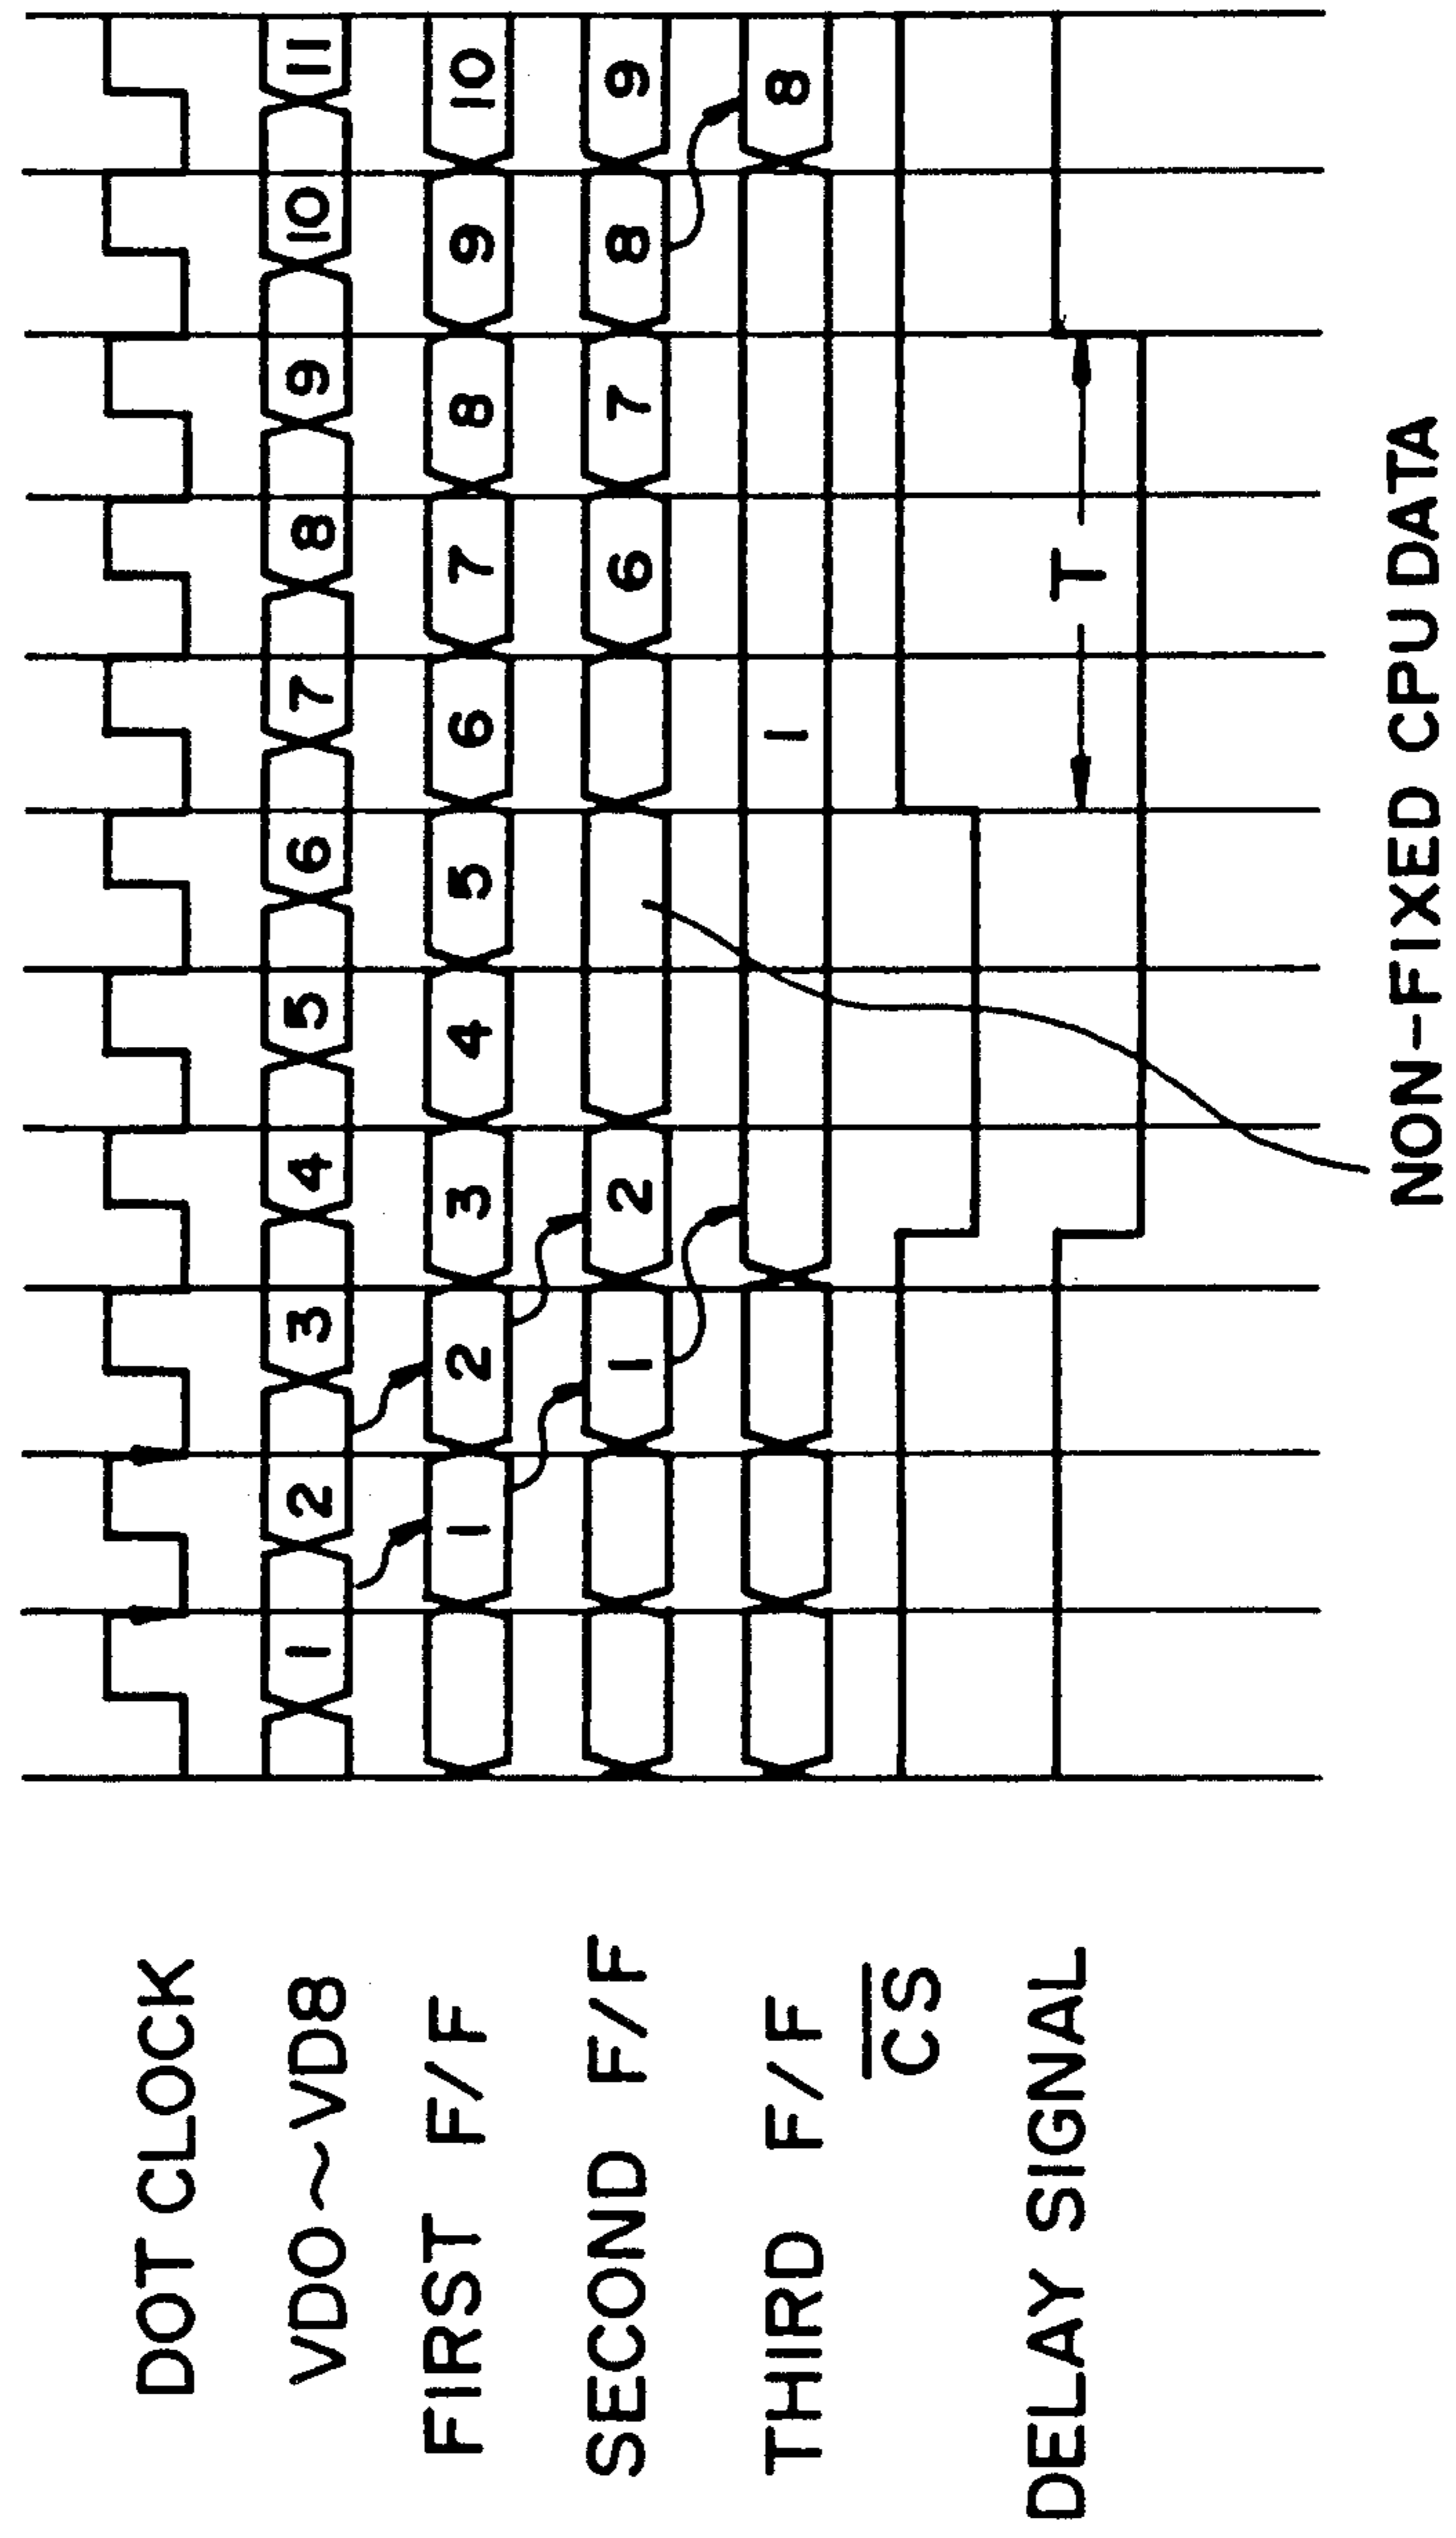 DOT CLOCK
1 2 3 4 5 6 7 8 9 10 11
VD0~VD8
1 2 3 4 5 6 7 8 9 10
FIRST F/F
1 2 6 7 8 9
SECOND F/F
1 8
THIRD F/F
CS
T
DELAY SIGNAL
NON-FIXED CPU DATA